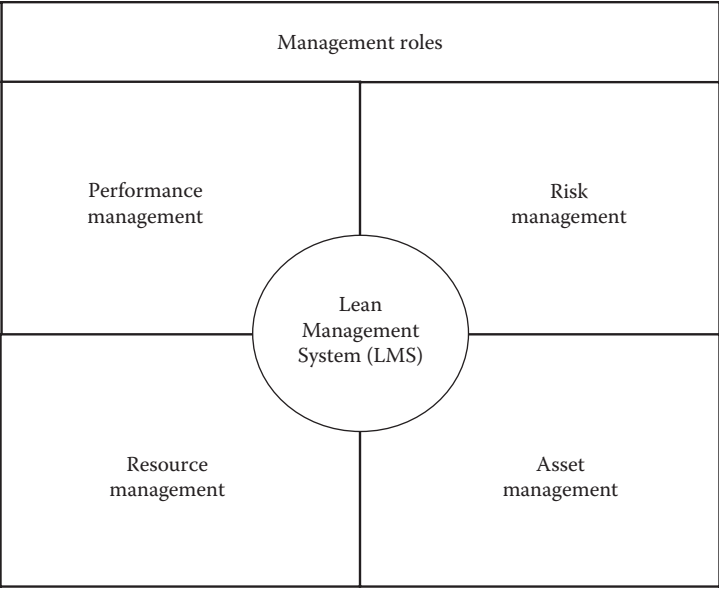 Management roles
Performance
management
Risk
management
Lean
Management
System (LMS)
Resource
management
Asset
management